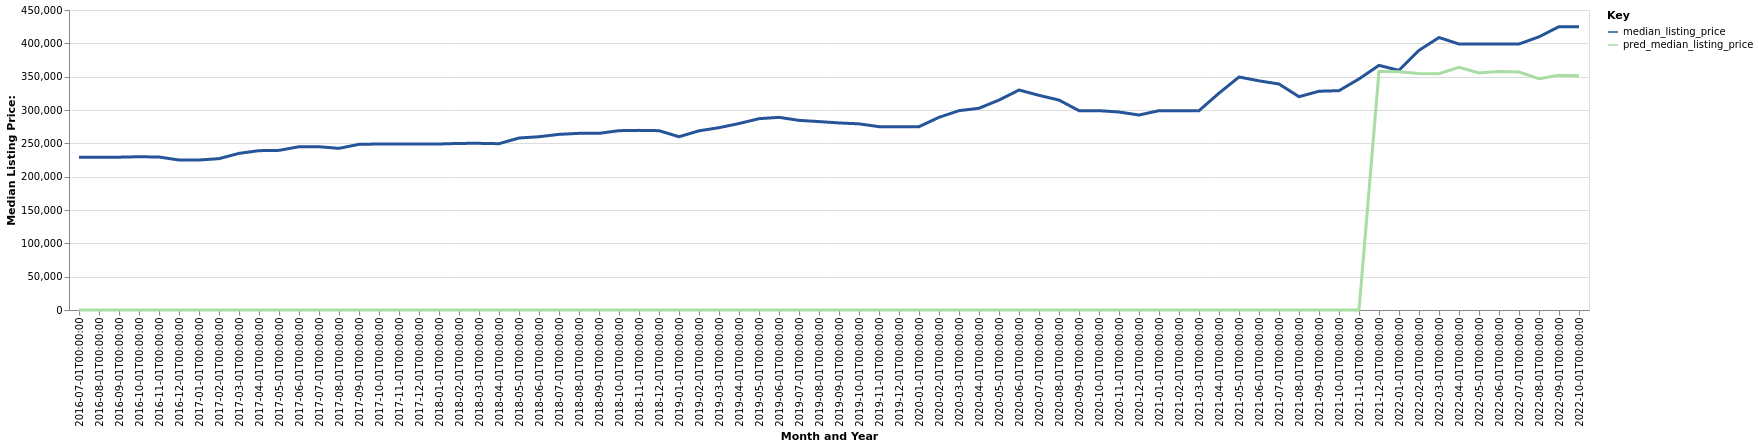 450,000
400,000
350,000
300,000
250,000
200,000
150,000
100,000
50,000
0
Median Listing Price:
2016-07-01T00:00:00
2016-08-01T00:00:00
2016-09-01T00:00:00
2016-10-01T00:00:00
2016-11-01T00:00:00
2016-12-01T00:00:00
2017-01-01T00:00:00
2017-02-01T00:00:00
2017-03-01T00:00:00
2017-04-01T00:00:00
2017-05-01T00:00:00
2017-06-01T00:00:00
2017-07-01T00:00:00
2017-08-01T00:00:00
2017-09-01T00:00:00
2017-10-01T00:00:00
2017-11-01T00:00:00
2017-12-01T00:00:00
2018-01-01T00:00:00
2018-02-01T00:00:00
2018-03-01T00:00:00
2018-04-01T00:00:00
2018-05-01T00:00:00
2018-06-01T00:00:00
2018-07-01T00:00:00
2018-08-01T00:00:00
2018-09-01T00:00:00
2018-10-01T00:00:00
2018-11-01T00:00:00
2018-12-01T00:00:00
2019-01-01T00:00:00
2019-02-01T00:00:00
2019-03-01T00:00:00
2019-04-01T00:00:00
2019-05-01T00:00:00
2019-06-01T00:00:00
2019-07-01T00:00:00
2019-08-01T00:00:00
2019-09-01T00:00:00
2019-10-01T00:00:00
2019-11-01T00:00:00
2019-12-01T00:00:00
2020-01-01T00:00:00
2020-02-01T00:00:00
2020-03-01T00:00:00
2020-04-01T00:00:00
2020-05-01T00:00:00
2020-06-01T00:00:00
2020-07-01T00:00:00
2020-08-01T00:00:00
2020-09-01T00:00:00
2020-10-01T00:00:00
2020-11-01T00:00:00
2020-12-01T00:00:00
2021-01-01T00:00:00
2021-02-01T00:00:00
2021-03-01T00:00:00
2021-04-01T00:00:00
2021-05-01T00:00:00
2021-06-01T00:00:00
2021-07-01T00:00:00
2021-08-01T00:00:00
2021-09-01T00:00:00
2021-10-01T00:00:00
2021-11-01T00:00:00
2021-12-01T00:00:00
2022-01-01T00:00:00
2022-02-01T00:00:00
2022-03-01T00:00:00
2022-04-01T00:00:00
2022-05-01T00:00:00
2022-06-01T00:00:00
2022-07-01T00:00:00
2022-08-01T00:00:00
2022-09-01T00:00:00
2022-10-01T00:00:00
Month and Year
Key
median_listing_price
pred_median_listing_price